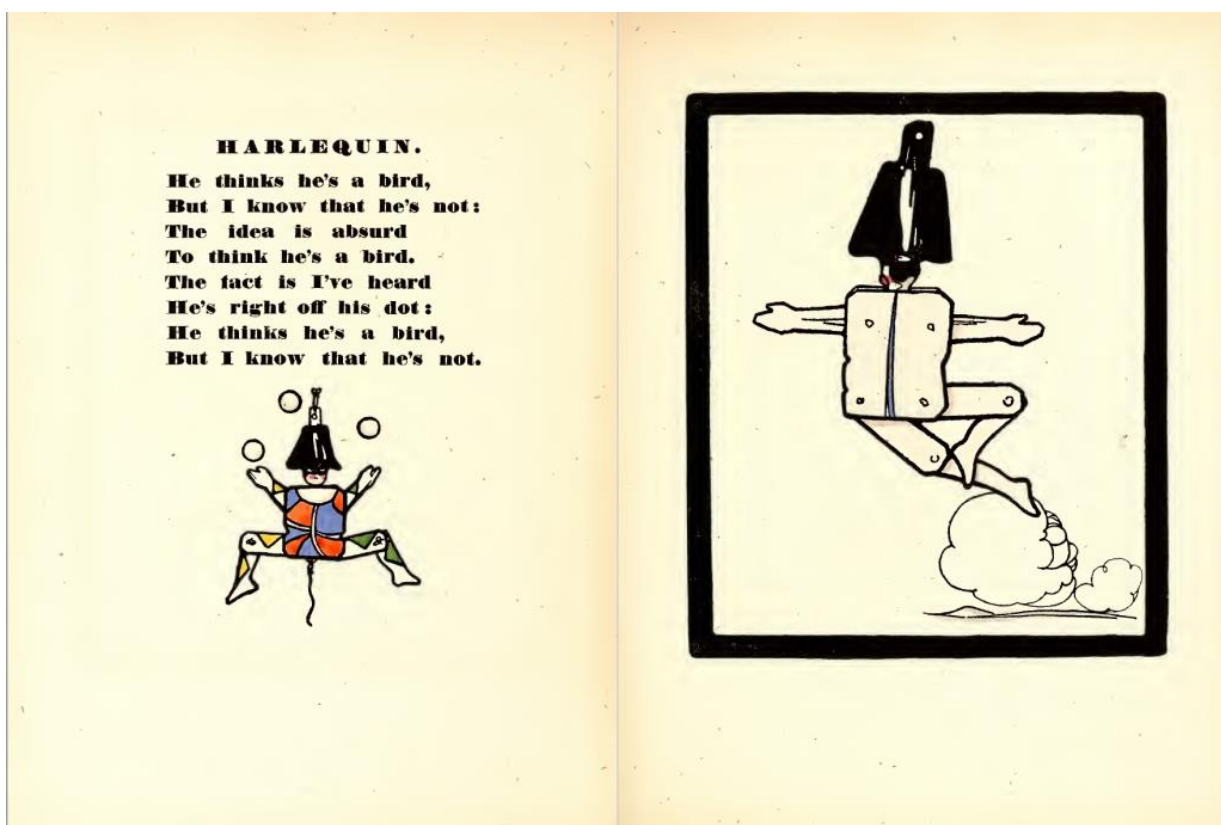 HARLEQUIN.
He thinks he's a bird,
But I know that he's not:
The idea is absurd
To think he's a bird.
The fact is I've heard
He's right off his dot:
He thinks he's a bird,
But I know that he's not.